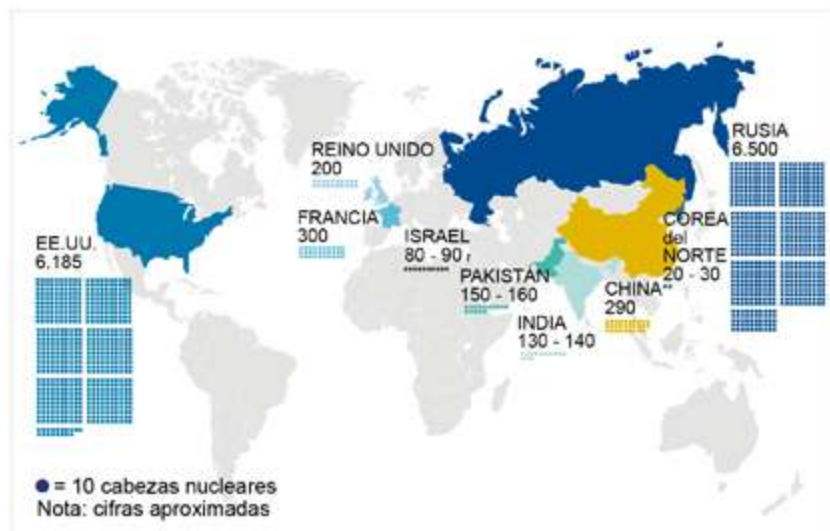 REINO UNIDO
200
RUSIA
6.500
FRANCIA
300
EE.UU.
6.185
ISRAEL
80 - 90
COREA
del
NORTE
20 - 30
PAKISTÁN
150 - 160
CHINA**
290
INDIA
130 - 140
= 10 cabezas nucleares
Nota: cifras aproximadas